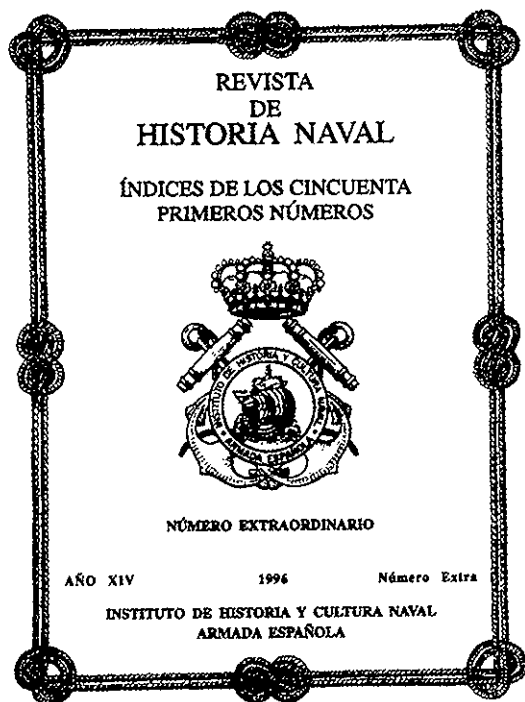 REVISTA
DE
HISTORIA NAVAL
ÍNDICES DE LOS CINCUENTA
PRIMEROS NÚMEROS
INSTITUTO DE HISTORIA Y CULTURA NAVAL
ARMADA ESPAÑOLA
NÚMERO EXTRAORDINARIO
AÑO XIV 1996 Número Extra
INSTITUTO DE HISTORIA Y CULTURA NAVAL
ARMADA ESPAÑOLA